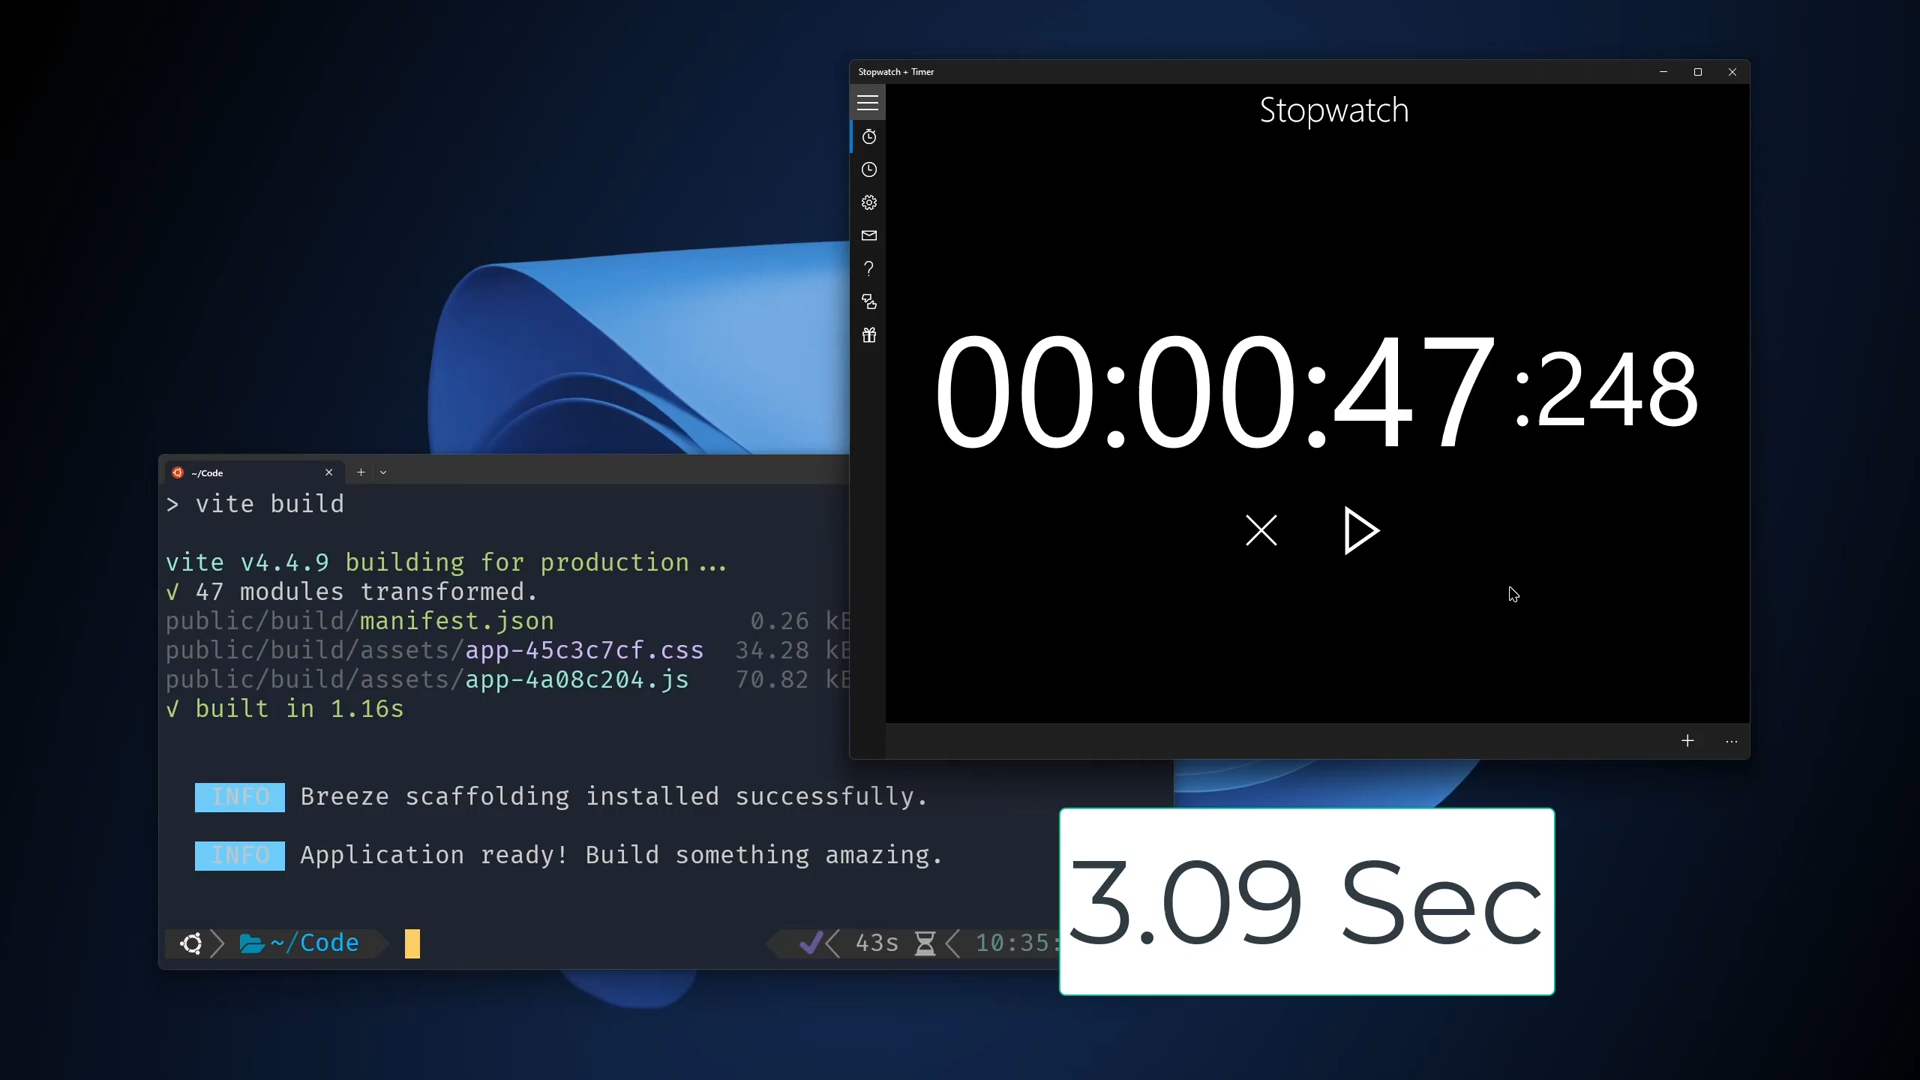 Stopwatch + Timer
Stopwatch
00:00:47:248
~/Code
> vite build
vite v4.4.9 building for production...
✓ 47 modules transformed.
public/build/manifest.json 0.26 kB
public/build/assets/app-45c3c7cf.css 34.28 kB
public/build/assets/app-4a08c204.js 70.82 kB
✓ built in 1.16s
INFO Breeze scaffolding installed successfully.
INFO Application ready! Build something amazing.
~/Code 43s 10:35:
3.09 Sec